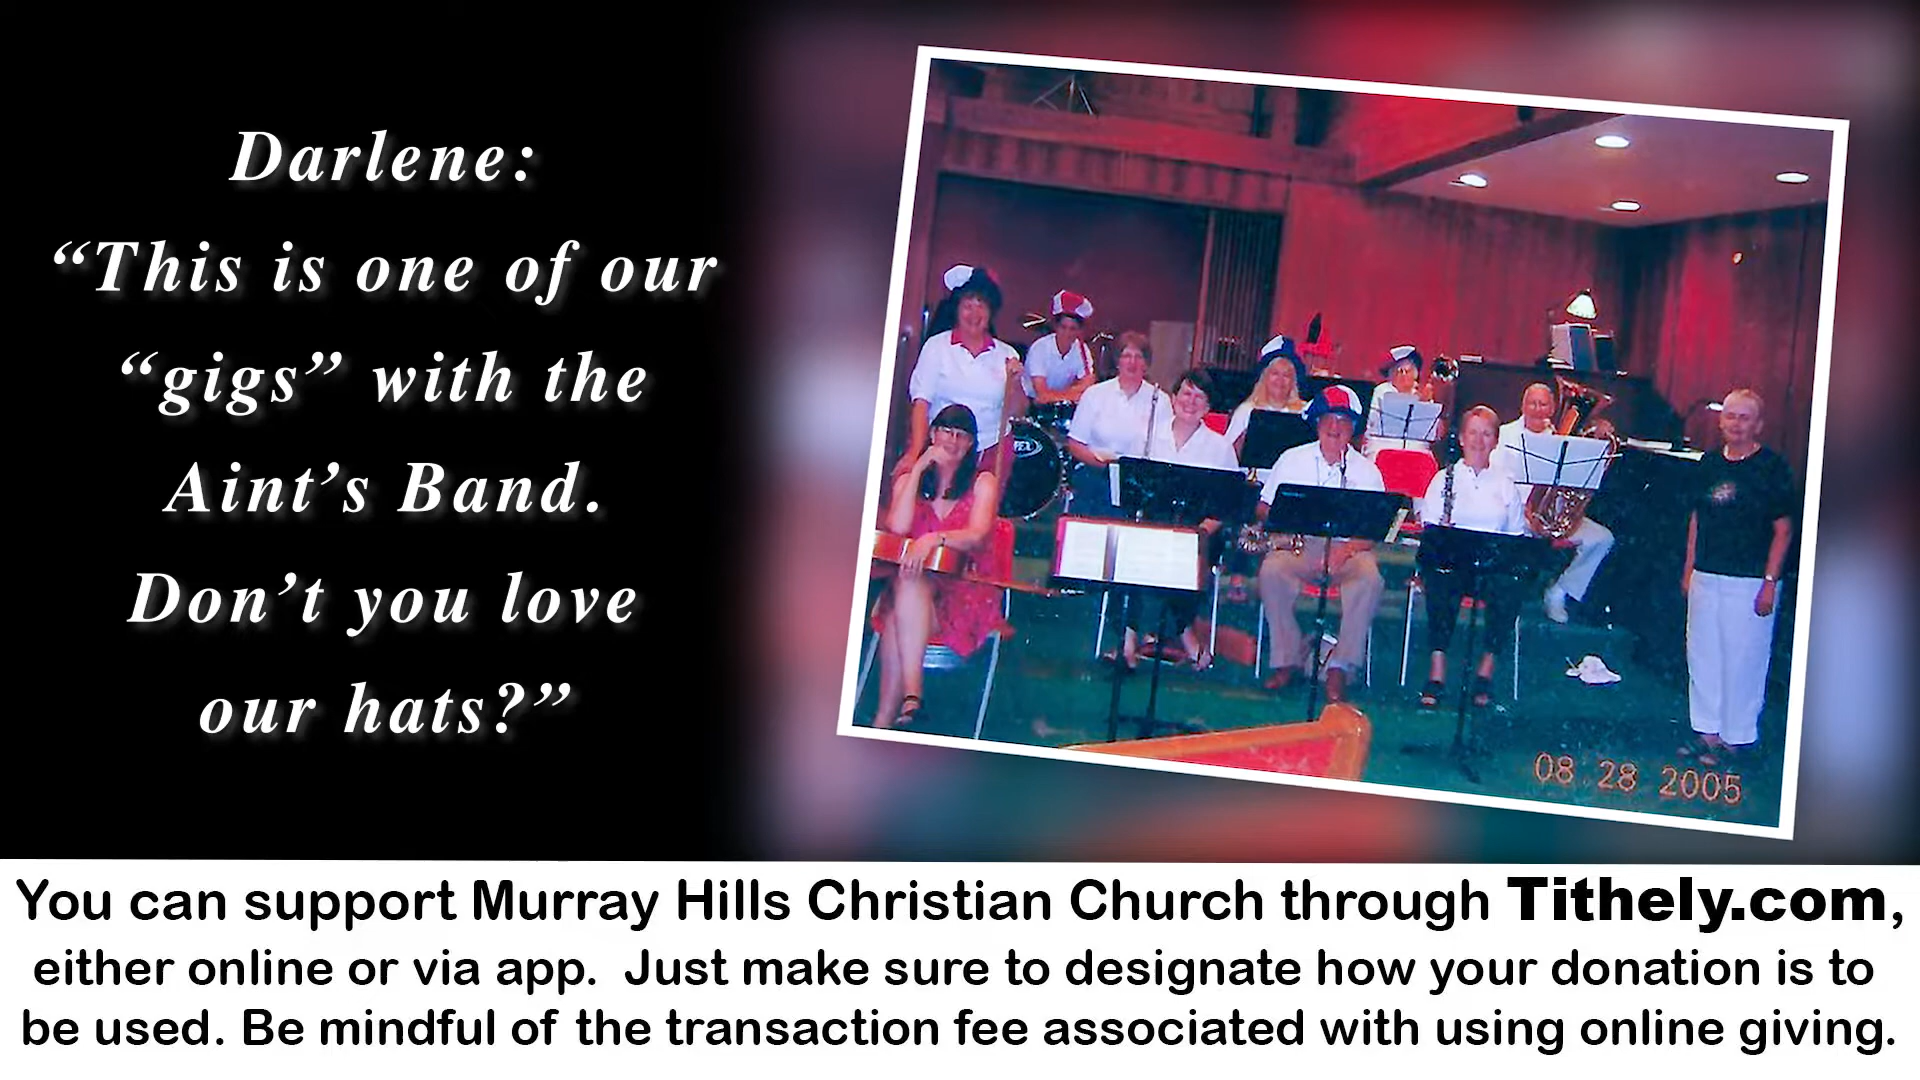 Darlene:
“This is one of our
“gigs” with the
Aint’s Band.
Don’t you love
our hats?”
08 28 2005
You can support Murray Hills Christian Church through Tithely.com,
either online or via app. Just make sure to designate how your donation is to
be used. Be mindful of the transaction fee associated with using online giving.